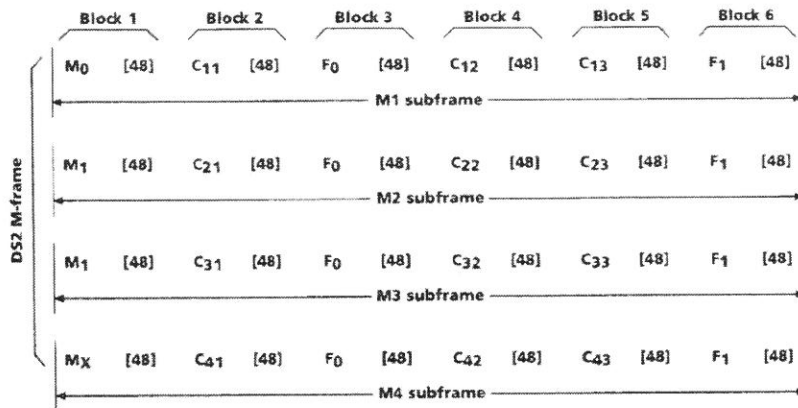 Block 1 Block 2 Block 3 Block 4 Block 5 Block 6
M0 [48] C11 [48] F0 [48] C12 [48] C13 [48] F1 [48]
M1 subframe
M1 [48] C21 [48] F0 [48] C22 [48] C23 [48] F1 [48]
M2 subframe
DS2 M-frame
M1 [48] C31 [48] F0 [48] C32 [48] C33 [48] F1 [48]
M3 subframe
MX [48] C41 [48] F0 [48] C42 [48] C43 [48] F1 [48]
M4 subframe